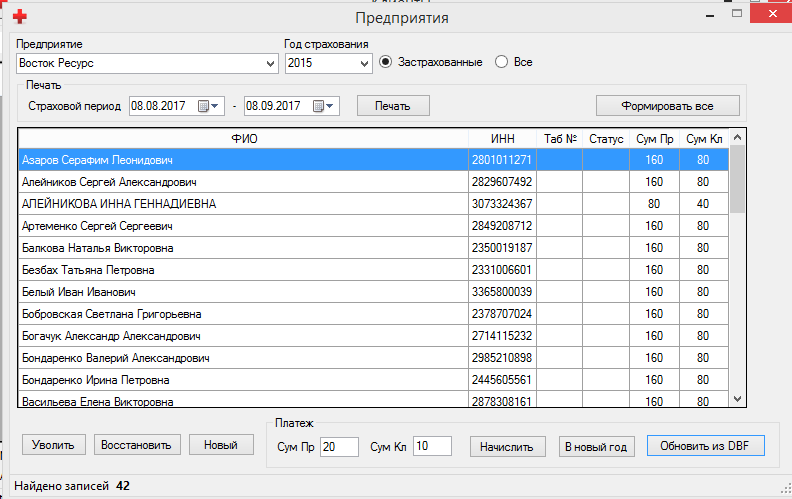 Предприятия
Предприятие Год страхования
Восток Ресурс 2015 Застрахованные Все
Печать
Страховой период 08.08.2017 - 08.09.2017 Печать Формировать все
ФИО ИНН Таб № Статус Сум Пр Сум Кл
Азаров Серафим Леонидович 2801011271 160 80
Алейников Сергей Александрович 2829607492 160 80
АЛЕЙНИКОВА ИННА ГЕННАДИЕВНА 3073324367 80 40
Артеменко Сергей Сергеевич 2849208712 160 80
Балкова Наталья Викторовна 2350019187 160 80
Безбах Татьяна Петровна 2331006601 160 80
Белый Иван Иванович 3365800039 160 80
Бобровская Светлана Григорьевна 2378707024 160 80
Богачук Александр Александрович 2714115232 160 80
Бондаренко Валерий Александрович 2985210898 160 80
Бондаренко Ирина Петровна 2445605561 160 80
Васильева Елена Викторовна 2878308161 160 80
Платеж
Уволить Восстановить Новый Сум Пр 20 Сум Кл 10 Начислить В новый год Обновить из DBF
Найдено записей 42